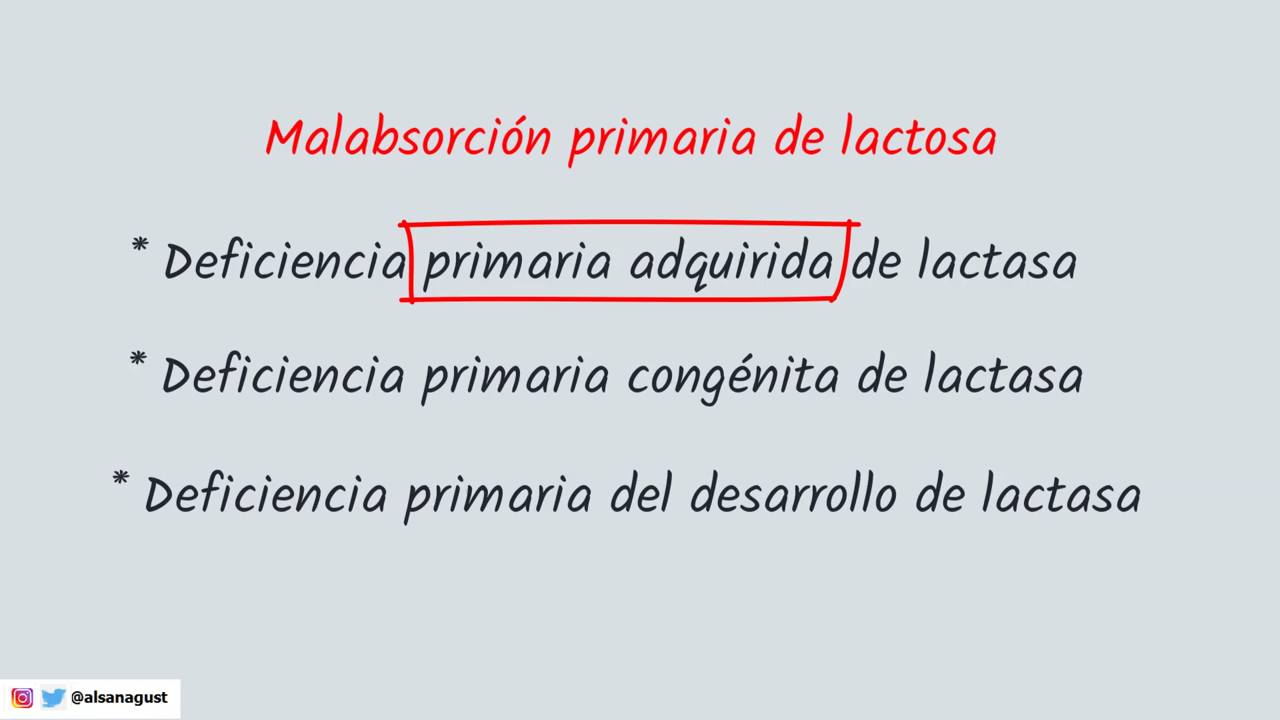 Malabsorción primaria de lactosa
* Deficiencia primaria adquirida de lactasa
* Deficiencia primaria congénita de lactasa
* Deficiencia primaria del desarrollo de lactasa
@alsanagust